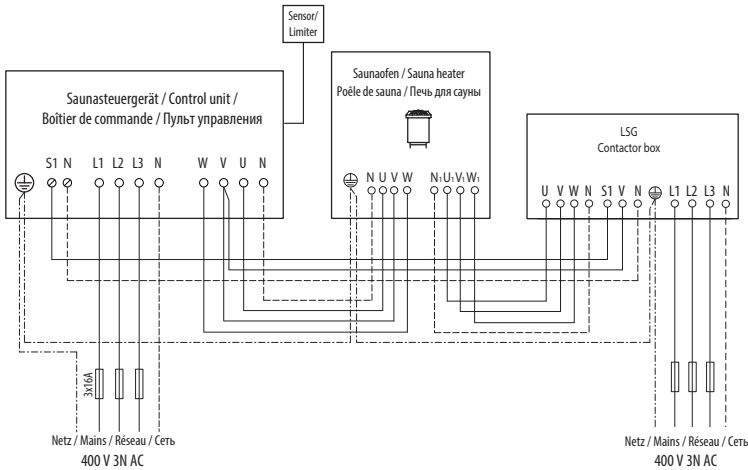 Sensor/
Limiter
Saunasteuergerät / Control unit /
Boîtier de commande / Пульт управления
S1 N L1 L2 L3 N W V U N
Saunaofen / Sauna heater
Poêle de sauna / Печь для сауны
N U V W N1 U1 V1 W1
LSG
Contactor box
U V W N S1 V N L1 L2 L3 N
3x16A
Netz / Mains / Réseau / Сеть
400 V 3N AC
Netz / Mains / Réseau / Сеть
400 V 3N AC